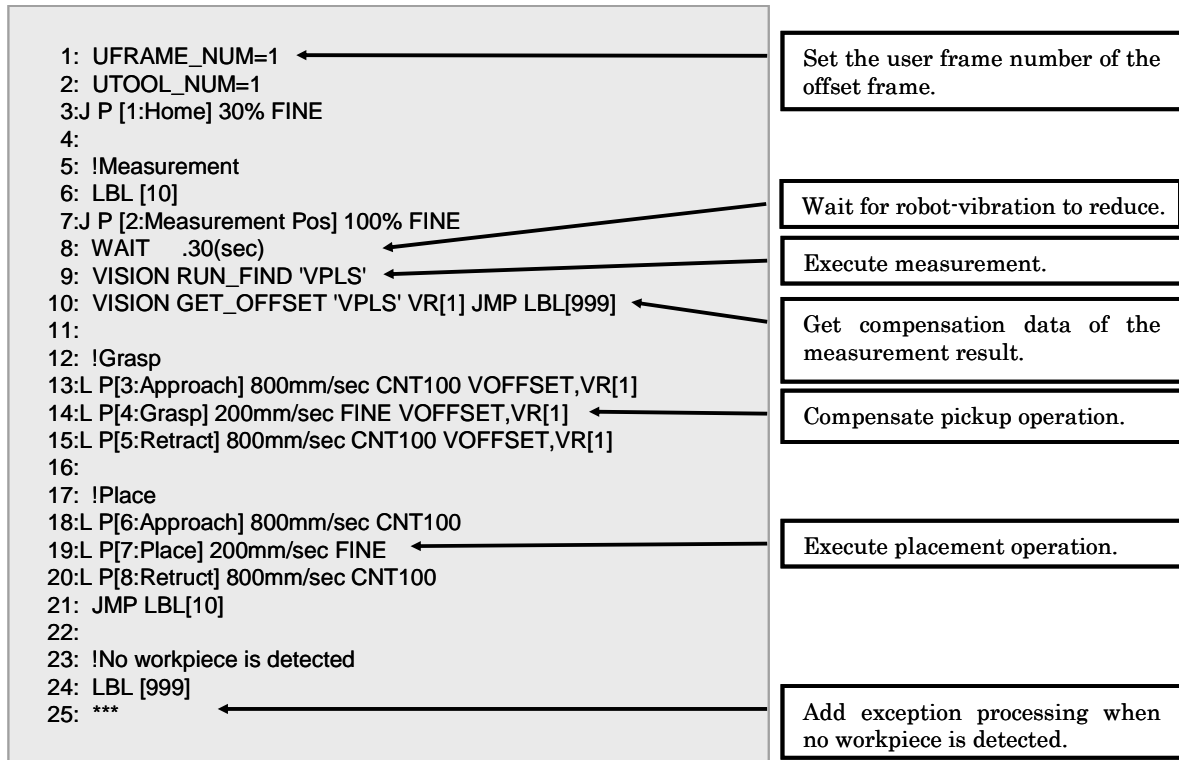 1: UFRAME_NUM=1
2: UTOOL_NUM=1
3:J P [1:Home] 30% FINE
4:
5: !Measurement
6: LBL [10]
7:J P [2:Measurement Pos] 100% FINE
8: WAIT .30(sec)
9: VISION RUN_FIND 'VPLS'
10: VISION GET_OFFSET 'VPLS' VR[1] JMP LBL[999]
11:
12: !Grasp
13:L P[3:Approach] 800mm/sec CNT100 VOFFSET,VR[1]
14:L P[4:Grasp] 200mm/sec FINE VOFFSET,VR[1]
15:L P[5:Retract] 800mm/sec CNT100 VOFFSET,VR[1]
16:
17: !Place
18:L P[6:Approach] 800mm/sec CNT100
19:L P[7:Place] 200mm/sec FINE
20:L P[8:Retruct] 800mm/sec CNT100
21: JMP LBL[10]
22:
23: !No workpiece is detected
24: LBL [999]
25: ***
Set the user frame number of the
offset frame.
Wait for robot-vibration to reduce.
Execute measurement.
Get compensation data of the
measurement result.
Compensate pickup operation.
Execute placement operation.
Add exception processing when
no workpiece is detected.